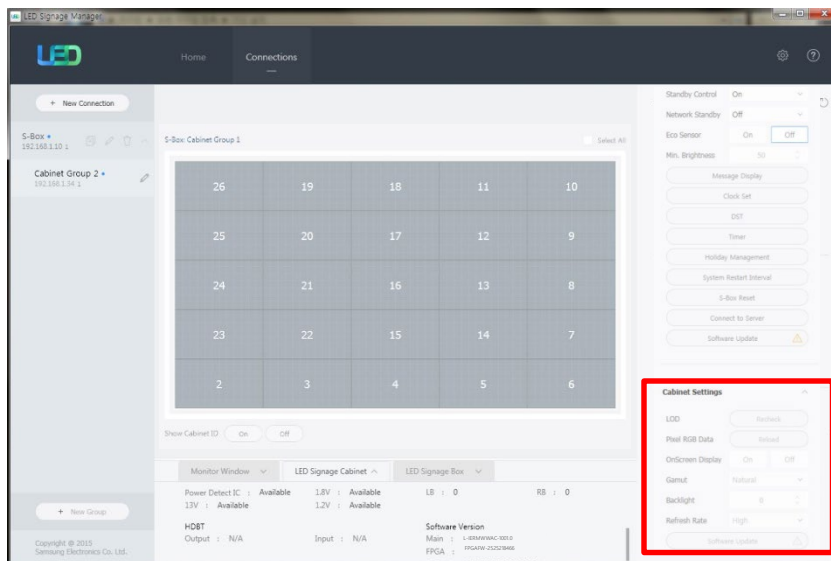 LED Signage Manager
LED
Home
Connections
+ New Connection
S-Box
192.168.1.10 1
Cabinet Group 2
192.168.1.54 1
+ New Group
Copyright © 2015
Samsung Electronics Co, Ltd.
S-Box: Cabinet Group 1
Select All
26 19 18 11 10
25 20 17 12 9
24 21 16 13 8
23 22 15 14 7
2 3 4 5 6
Show Cabinet ID On Off
Monitor Window LED Signage Cabinet LED Signage Box
Power Detect IC : Available 1.8V : Available LB : 0 RB : 0
13V : Available 1.2V : Available
HDBT Software Version
Output : N/A Input : N/A Main :
FPGA :
Standby Control On
Network Standby Off
Eco Sensor On Off
Min. Brightness 50
Message Display
Clock Set
DST
Timer
Holiday Management
System Restart Interval
S-Box Reset
Connect to Server
Software Update
Cabinet Settings
LOD Recheck
Pixel RGB Data Reload
OnScreen Display On Off
Gamut Natural
Backlight 0
Refresh Rate High
Software Update